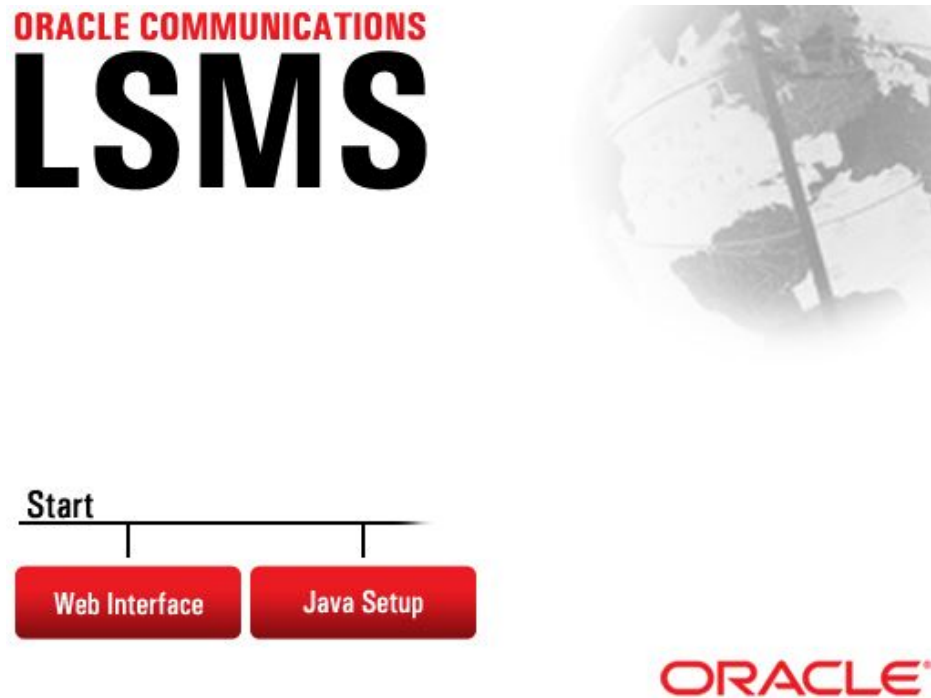 ORACLE COMMUNICATIONS
LSMS
Start
Web Interface
Java Setup
ORACLE®